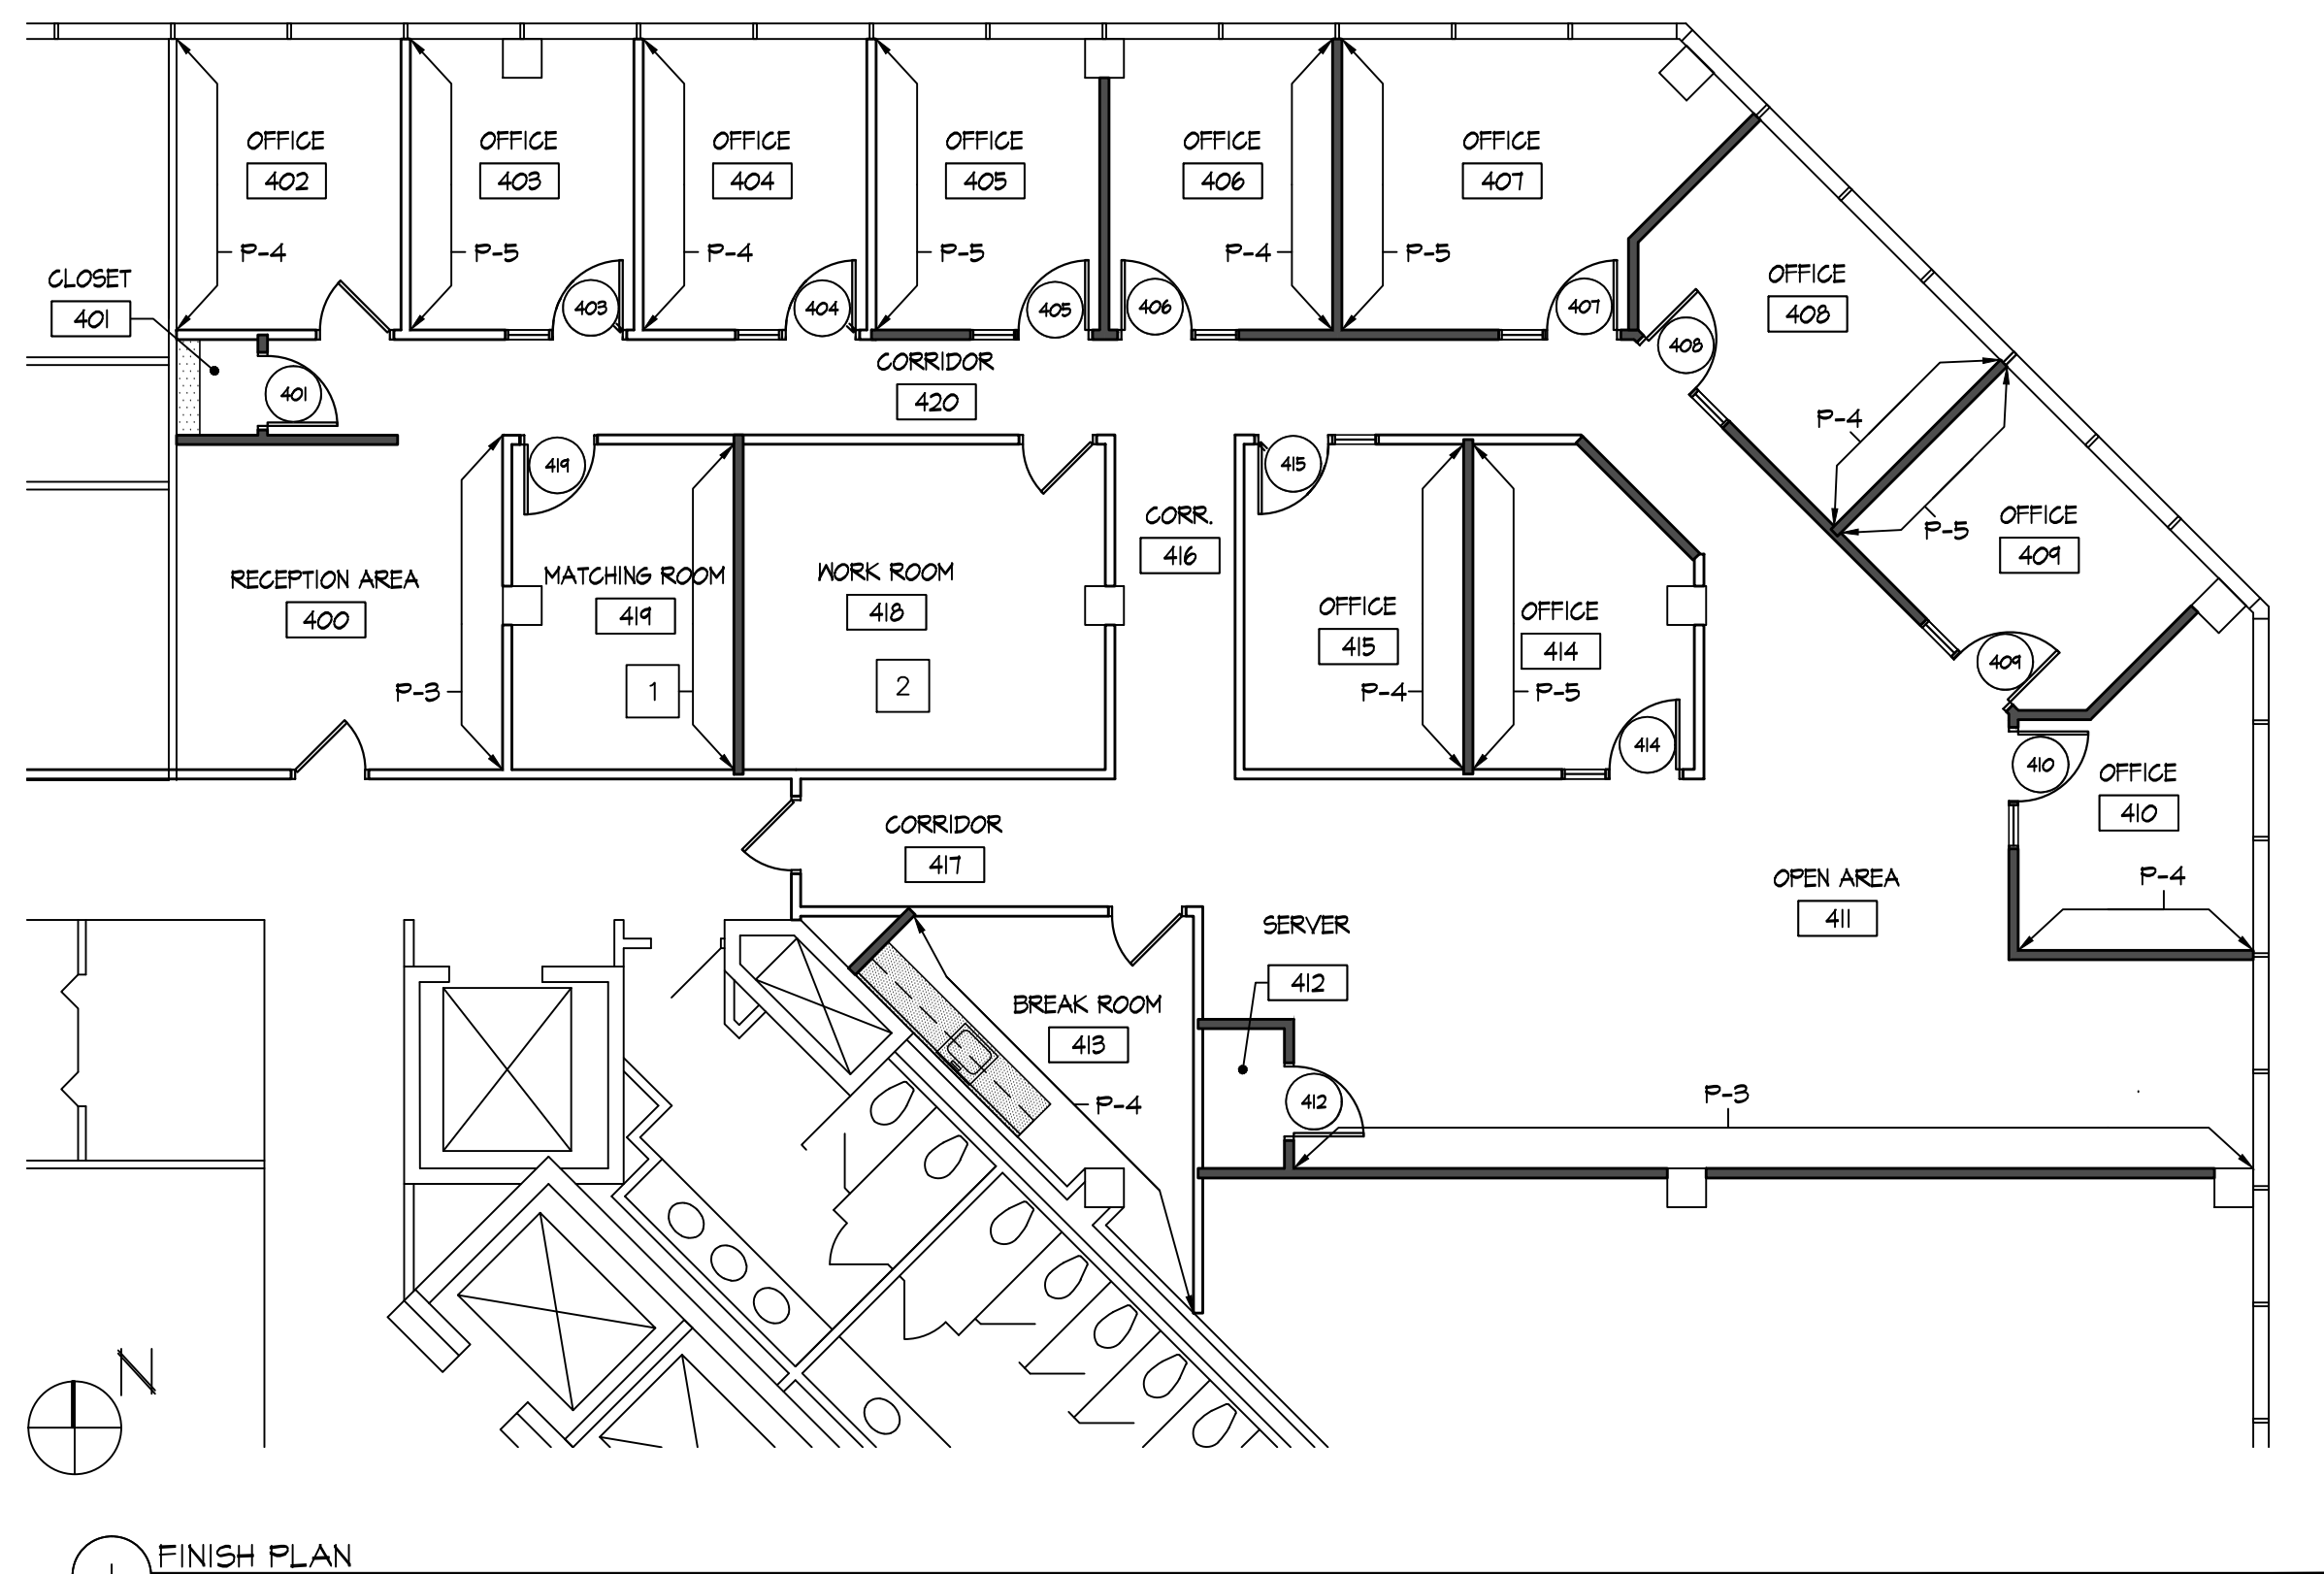 OFFICE
402
OFFICE
403
OFFICE
404
OFFICE
405
OFFICE
406
OFFICE
407
P-4
P-5
P-4
P-5
P-4
P-5
CLOSET
401
OFFICE
408
403
404
405
406
407
408
401
CORRIDOR
420
P-4
419
415
CORR.
416
P-5
OFFICE
409
RECEPTION AREA
400
MATCHING ROOM
419
WORK ROOM
418
OFFICE
415
OFFICE
414
P-3
1
2
P-4
P-5
409
414
410
OFFICE
410
CORRIDOR
417
OPEN AREA
411
P-4
SERVER
412
BREAK ROOM
413
P-4
412
P-3
N
FINISH PLAN